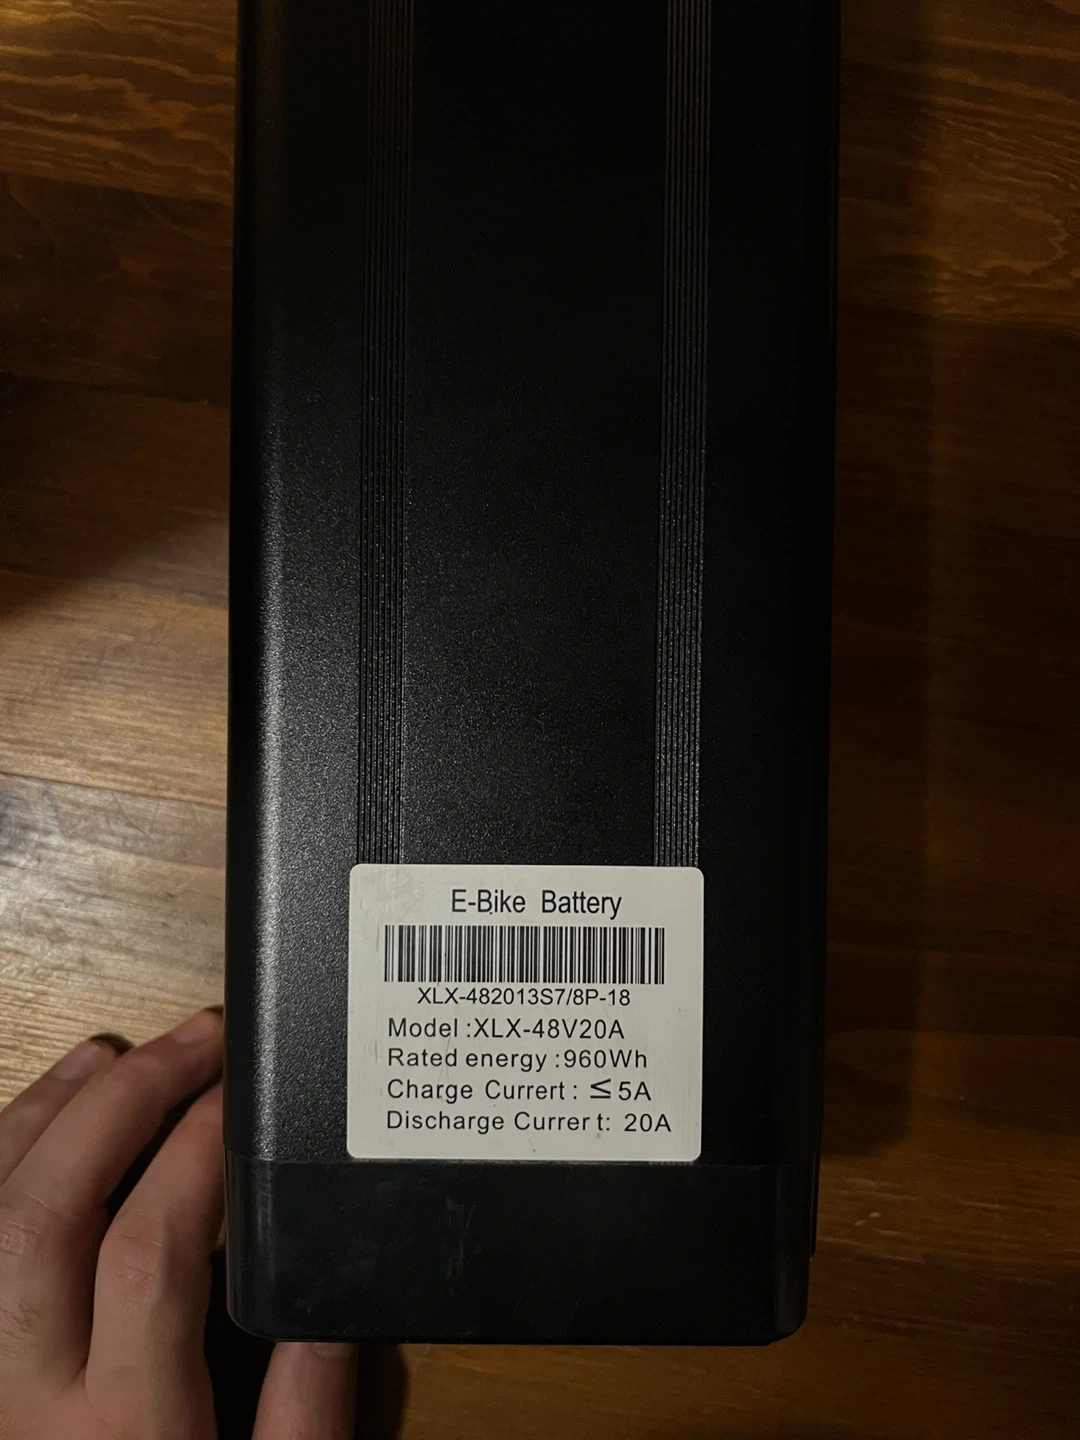 E-Bike Battery
XLX-482013S7/8P-18
Model :XLX-48V20A
Rated energy :960Wh
Charge Currert : ≤5A
Discharge Currer t: 20A